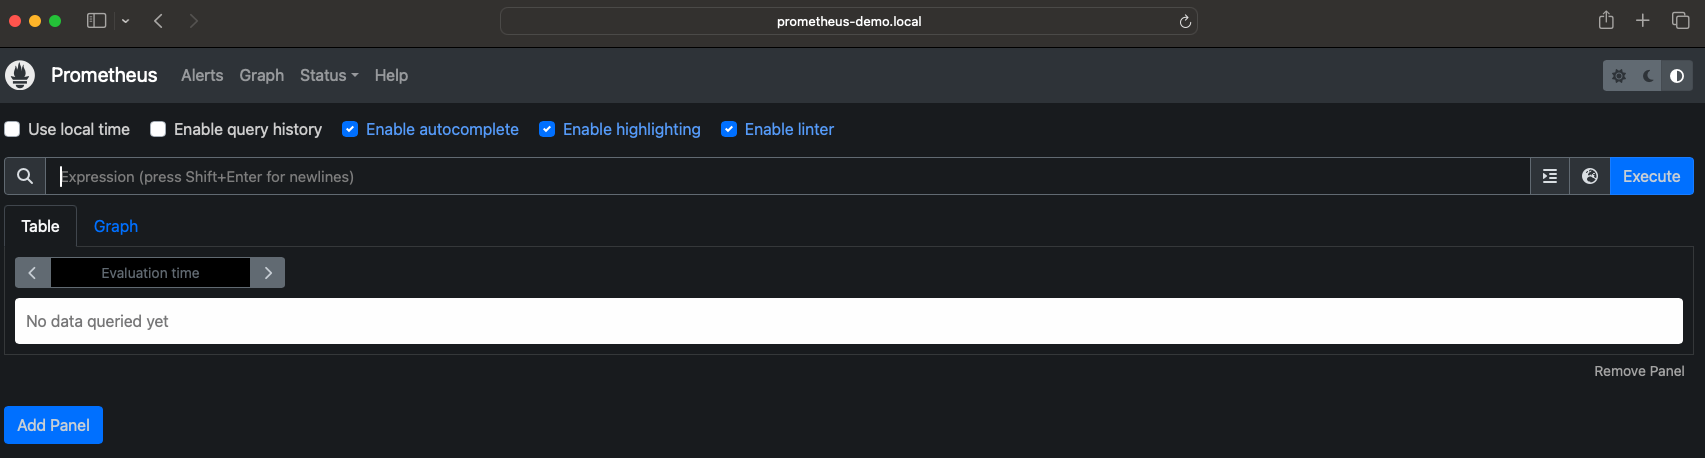 prometheus-demo.local
Prometheus Alerts Graph Status Help
Use local time Enable query history Enable autocomplete Enable highlighting Enable linter
Expression (press Shift+Enter for newlines) Execute
Table Graph
Evaluation time
No data queried yet
Remove Panel
Add Panel